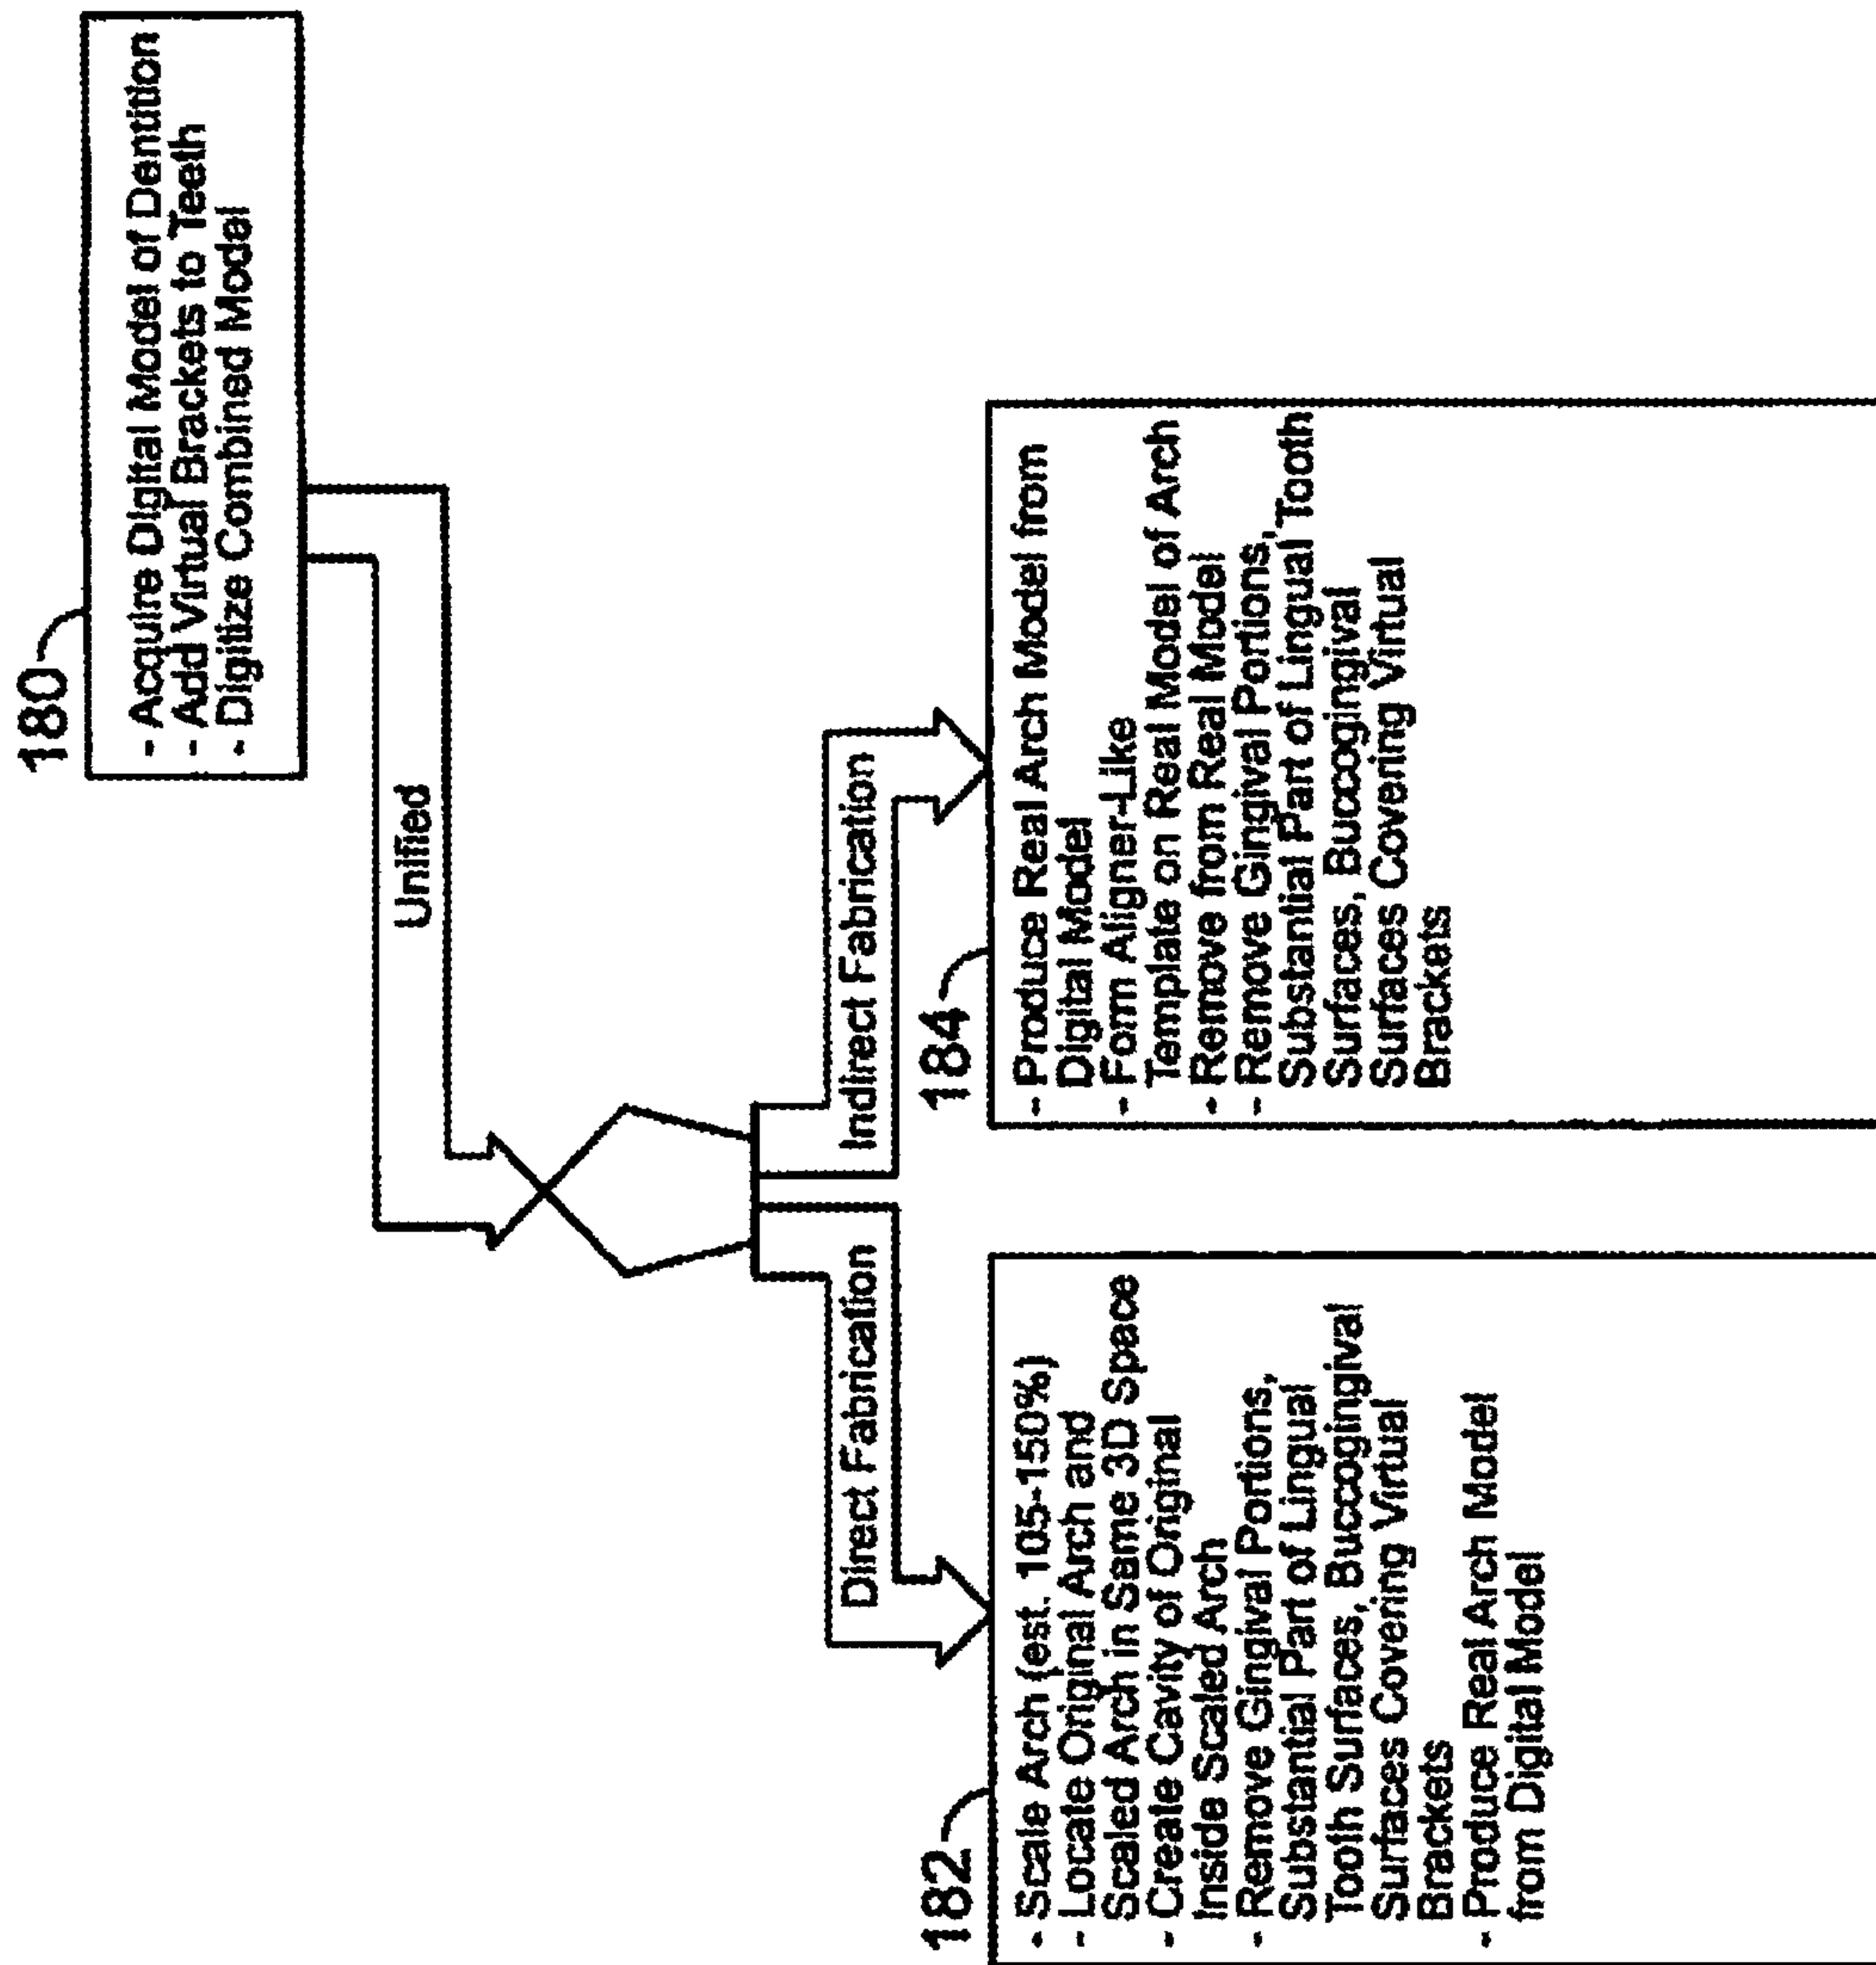 180
- Acquire Digital Model of Dentition
- Add Virtual Brackets to Teeth
- Digitize Combined Model
Unified
Direct Fabrication
Indirect Fabrication
182
- Scale Arch (est. 105-150%)
- Locate Original Arch and
Scaled Arch in Same 3D Space
- Create Cavity of Original
Inside Scaled Arch
- Remove Gingival Portions,
Substantial Part of Lingual
Tooth Surfaces, Buccogingival
Surfaces Covering Virtual
Brackets
- Produce Real Arch Model
from Digital Model
184
- Produce Real Arch Model from
Digital Model
- Form Aligner-Like
Template on Real Model of Arch
- Remove from Real Model
- Remove Gingival Portions,
Substantial Part of Lingual Tooth
Surfaces, Buccogingival
Surfaces Covering Virtual
Brackets